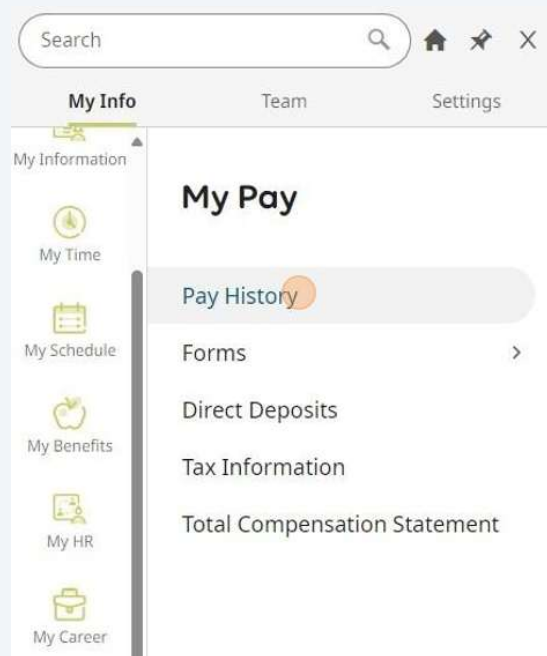 Search
X
My Info
Team
Settings
My Information
My Time
My Schedule
My Benefits
My HR
My Career
My Pay
Pay History
Forms
Direct Deposits
Tax Information
Total Compensation Statement